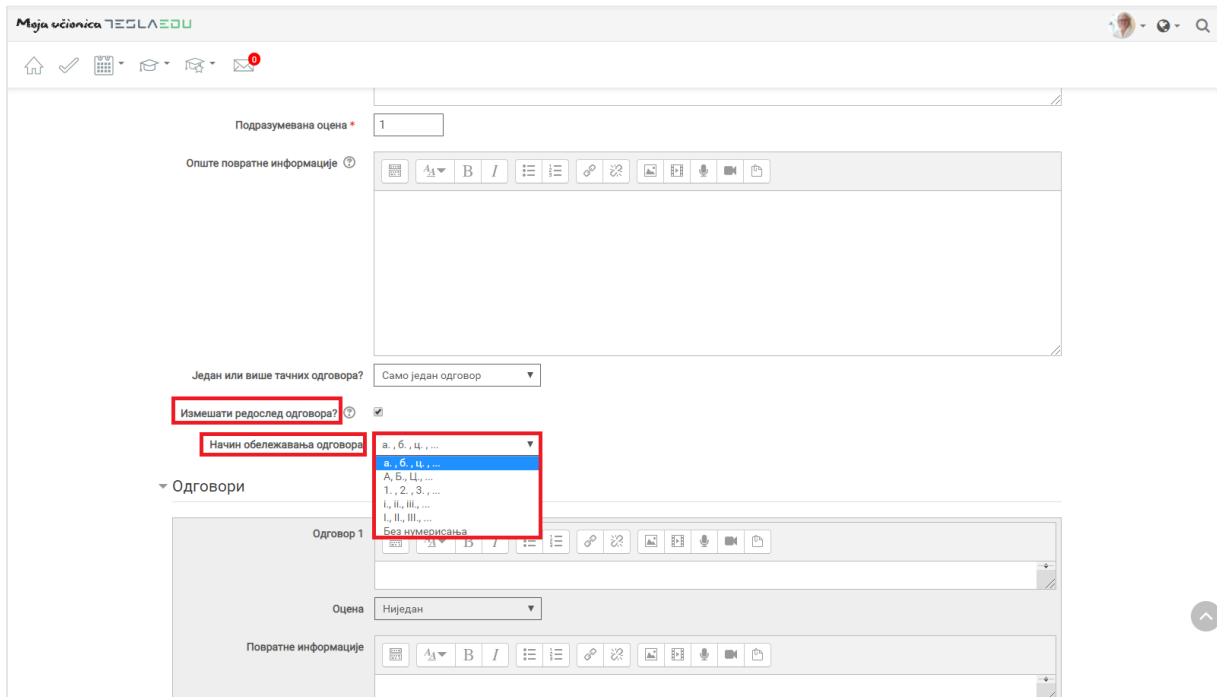 Moja učionica TESLAEDU
0
Подразумевана оцена * 1
Опште повратне информације
B I
Један или више тачних одговора? Само један одговор
Измешати редослед одговора?
Начин обележавања одговора а. , б. , ц. , ...
а. , б. , ц. , ...
А, Б., Ц., ...
1. , 2. , 3. , ...
i., ii., iii., ...
I., II., III., ...
Без нумерисања
Одговори
Одговор 1
B I
Оцена Ниједан
Повратне информације
B I